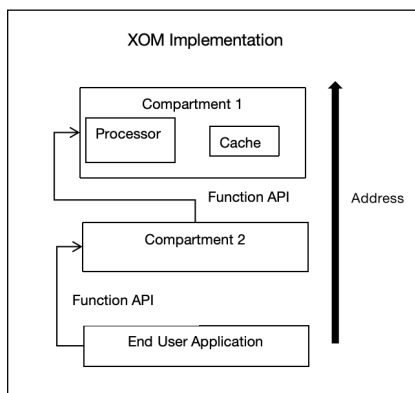 XOM Implementation
Compartment 1
Processor
Cache
Function API
Address
Compartment 2
Function API
End User Application